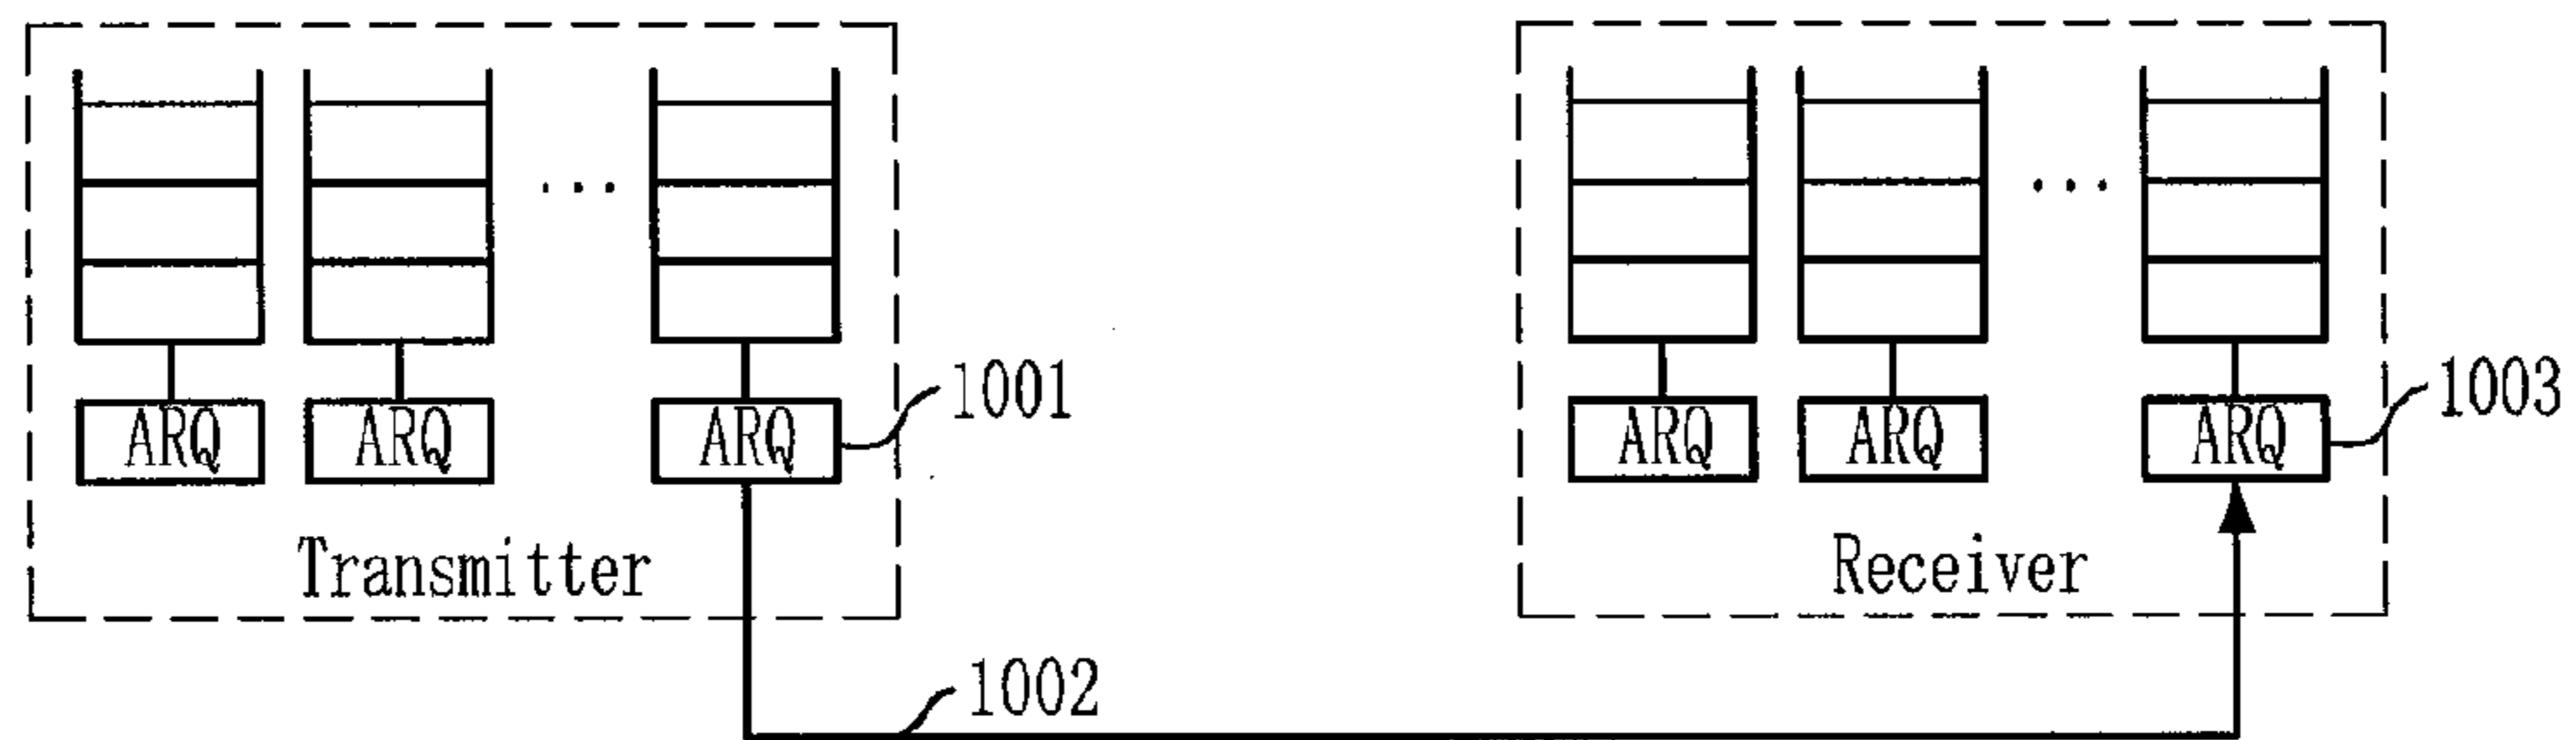 ... ...
ARQ ARQ ARQ 1001 ARQ ARQ ARQ 1003
Transmitter Receiver
1002